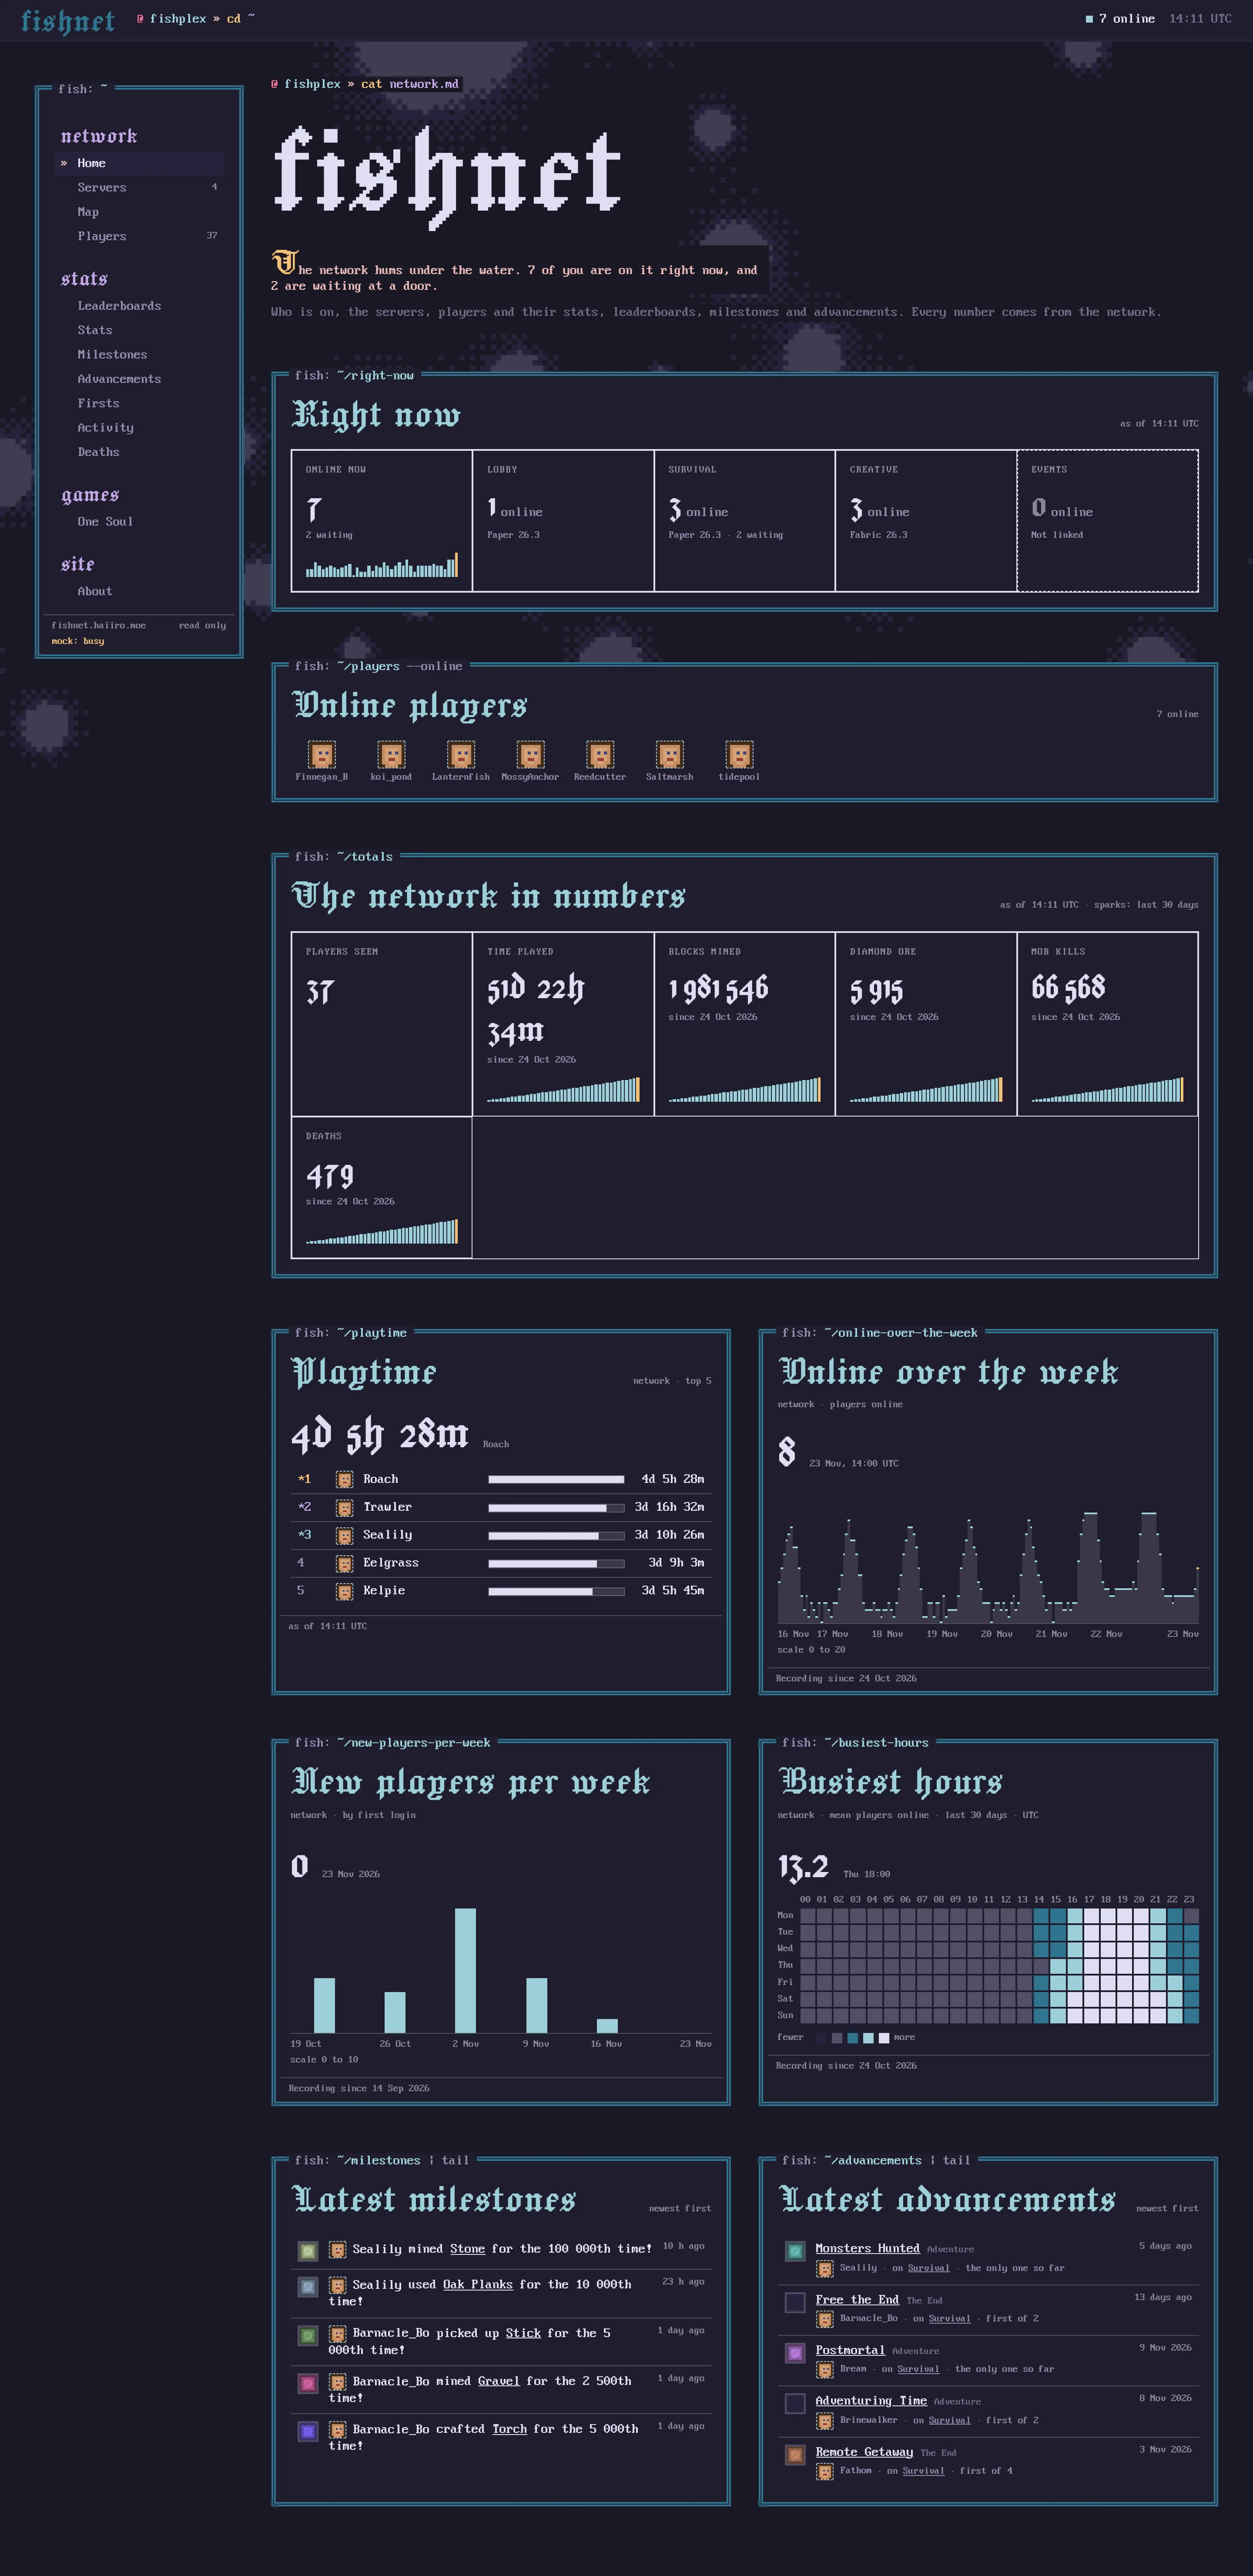 fishnet
@ fishplex » cd ~
7 online 14:11 UTC
fish: ~
network
» Home
Servers 4
Map
Players 37
stats
Leaderboards
Stats
Milestones
Advancements
Firsts
Activity
Deaths
games
One Soul
site
About
fishnet.haiiro.moe read only
mock: busy
@ fishplex » cat network.md
fishnet
The network hums under the water. 7 of you are on it right now, and
2 are waiting at a door.
Who is on, the servers, players and their stats, leaderboards, milestones and advancements. Every number comes from the network.
fish: ~/right-now
Right now
as of 14:11 UTC
ONLINE NOW
7
2 waiting
LOBBY
1 online
Paper 26.3
SURVIVAL
3 online
Paper 26.3 · 2 waiting
CREATIVE
3 online
Fabric 26.3
EVENTS
0 online
Not linked
fish: ~/players --online
Online players
7 online
Finnegan_B koi_pond Lanternfish MossyAnchor Reedcutter Saltmarsh tidepool
fish: ~/totals
The network in numbers
as of 14:11 UTC · sparks: last 30 days
PLAYERS SEEN
37
TIME PLAYED
51d 22h
34m
since 24 Oct 2026
BLOCKS MINED
1 981 546
since 24 Oct 2026
DIAMOND ORE
5 915
since 24 Oct 2026
MOB KILLS
66 568
since 24 Oct 2026
DEATHS
479
since 24 Oct 2026
fish: ~/playtime
Playtime
network · top 5
4d 5h 28m Roach
*1 Roach 4d 5h 28m
*2 Trawler 3d 16h 32m
*3 Sealily 3d 10h 26m
4 Eelgrass 3d 9h 3m
5 Kelpie 3d 5h 45m
as of 14:11 UTC
fish: ~/online-over-the-week
Online over the week
network · players online
8 23 Nov, 14:00 UTC
16 Nov 17 Nov 18 Nov 19 Nov 20 Nov 21 Nov 22 Nov 23 Nov
scale 0 to 20
Recording since 24 Oct 2026
fish: ~/new-players-per-week
New players per week
network · by first login
0 23 Nov 2026
19 Oct 26 Oct 2 Nov 9 Nov 16 Nov 23 Nov
scale 0 to 10
Recording since 14 Sep 2026
fish: ~/busiest-hours
Busiest hours
network · mean players online · last 30 days · UTC
13.2 Thu 18:00
00 01 02 03 04 05 06 07 08 09 10 11 12 13 14 15 16 17 18 19 20 21 22 23
Mon
Tue
Wed
Thu
Fri
Sat
Sun
fewer more
Recording since 24 Oct 2026
fish: ~/milestones | tail
Latest milestones
newest first
Sealily mined Stone for the 100 000th time! 10 h ago
Sealily used Oak Planks for the 10 000th 23 h ago
time!
Barnacle_Bo picked up Stick for the 5 1 day ago
000th time!
Barnacle_Bo mined Gravel for the 2 500th 1 day ago
time!
Barnacle_Bo crafted Torch for the 5 000th 1 day ago
time!
fish: ~/advancements | tail
Latest advancements
newest first
Monsters Hunted Adventure 5 days ago
Sealily · on Survival · the only one so far
Free the End The End 13 days ago
Barnacle_Bo · on Survival · first of 2
Postmortal Adventure 9 Nov 2026
Bream · on Survival · the only one so far
Adventuring Time Adventure 8 Nov 2026
Brinewalker · on Survival · first of 2
Remote Getaway The End 3 Nov 2026
Fathom · on Survival · first of 4